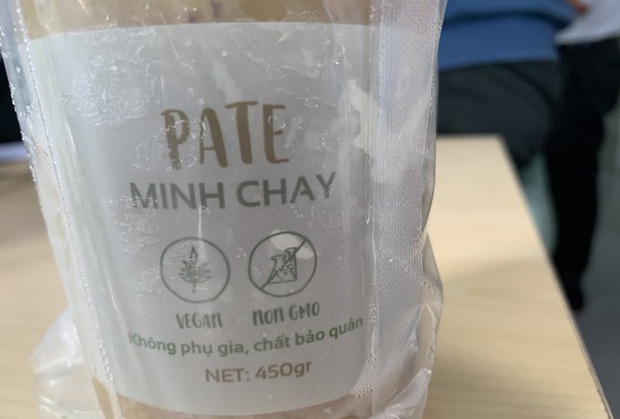 PATE
MINH CHAY
VEGAN NON GMO
Không phụ gia, chất bảo quản
NET: 450gr